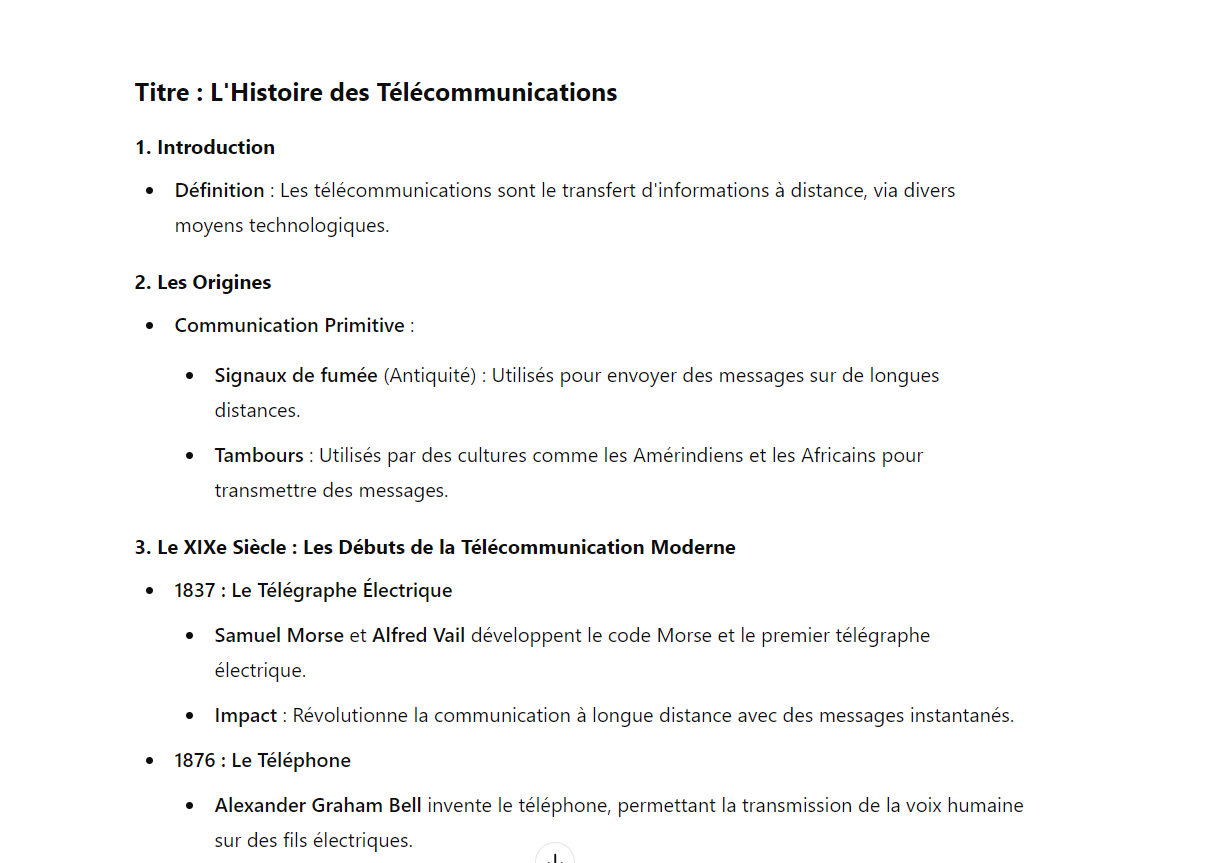 Titre : L'Histoire des Télécommunications
1. Introduction
Définition : Les télécommunications sont le transfert d'informations à distance, via divers
moyens technologiques.
2. Les Origines
Communication Primitive :
Signaux de fumée (Antiquité) : Utilisés pour envoyer des messages sur de longues
distances.
Tambours : Utilisés par des cultures comme les Amérindiens et les Africains pour
transmettre des messages.
3. Le XIXe Siècle : Les Débuts de la Télécommunication Moderne
1837 : Le Télégraphe Électrique
Samuel Morse et Alfred Vail développent le code Morse et le premier télégraphe
électrique.
Impact : Révolutionne la communication à longue distance avec des messages instantanés.
1876 : Le Téléphone
Alexander Graham Bell invente le téléphone, permettant la transmission de la voix humaine
sur des fils électriques.